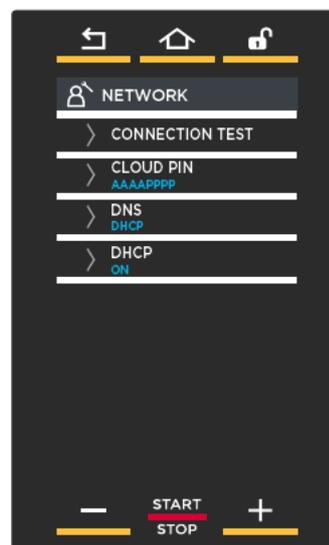 NETWORK
CONNECTION TEST
CLOUD PIN
AAAAPPPP
DNS
DHCP
DHCP
ON
START
STOP